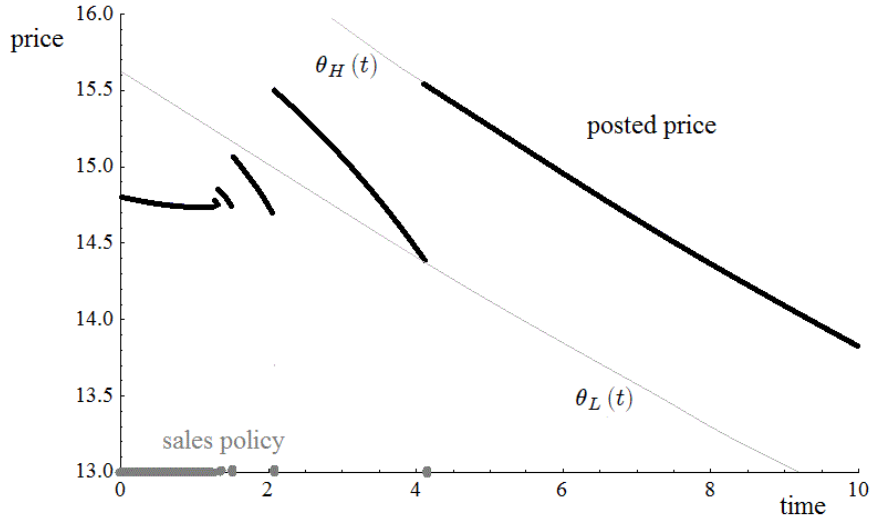 16.0
price
θ_H (t)
15.5
posted price
15.0
14.5
14.0
13.5
θ_L (t)
sales policy
13.0
0 2 4 6 8 10
time